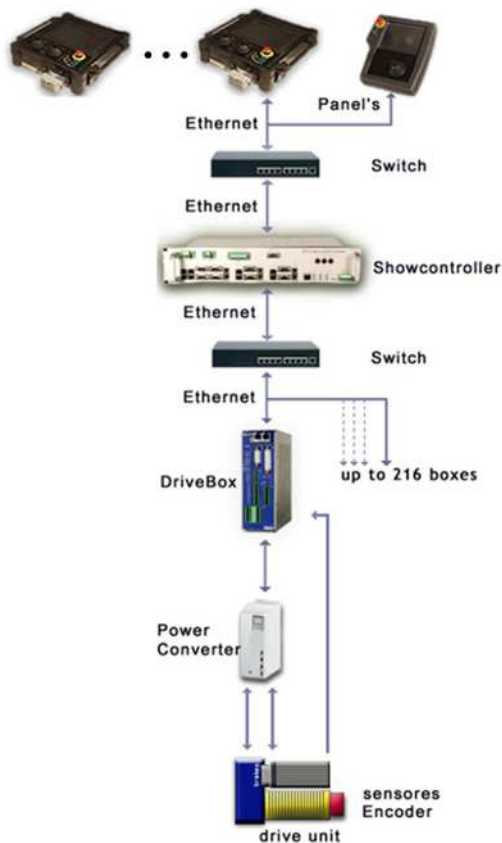 Panel's
Ethernet
Switch
Ethernet
Showcontroller
Ethernet
Switch
Ethernet
up to 216 boxes
DriveBox
Power
Converter
sensores
Encoder
drive unit